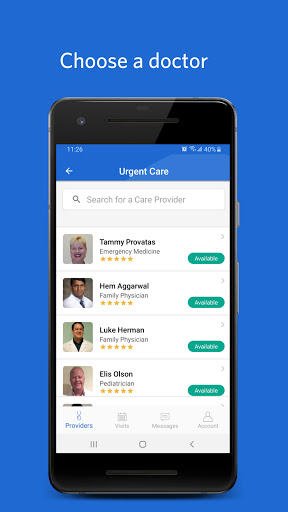 Choose a doctor
11:26
40%
Urgent Care
Search for a Care Provider
Tammy Provatas
Emergency Medicine
Available
Hem Aggarwal
Family Physician
Available
Luke Herman
Family Physician
Available
Elis Olson
Pediatrician
Available
Providers Visits Messages Account